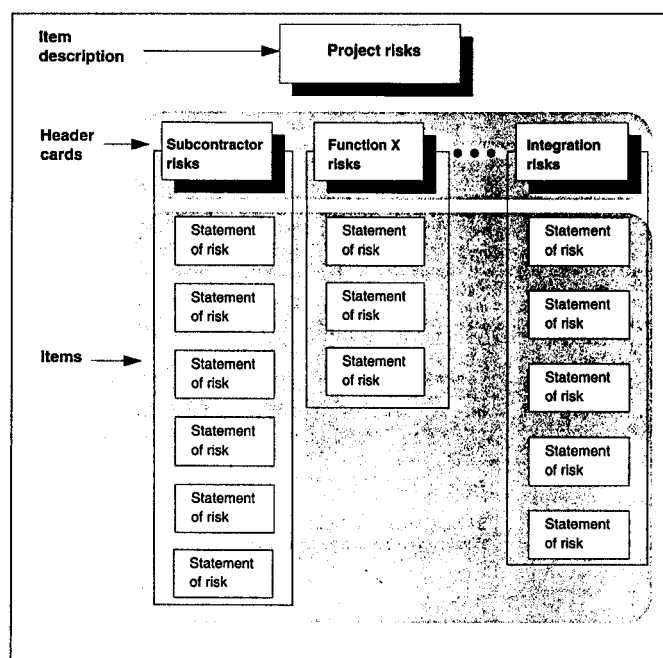 Item
description
Project risks
Header
cards
Subcontractor
risks
Function X
risks
Integration
risks
Items
Statement
of risk
Statement
of risk
Statement
of risk
Statement
of risk
Statement
of risk
Statement
of risk
Statement
of risk
Statement
of risk
Statement
of risk
Statement
of risk
Statement
of risk
Statement
of risk
Statement
of risk
Statement
of risk